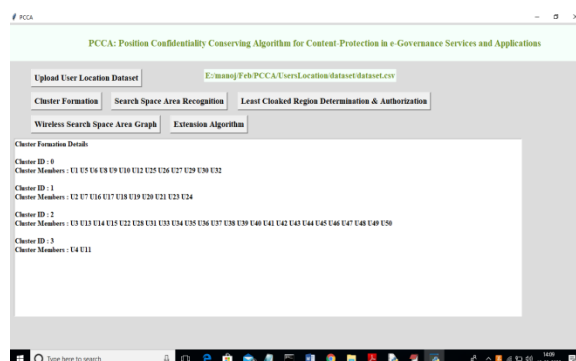 PCCA
PCCA: Position Confidentiality Conserving Algorithm for Content-Protection in e-Governance Services and Applications
Upload User Location Dataset
E:/manoj/Feb/PCCA/UsersLocation/dataset/dataset.csv
Cluster Formation
Search Space Area Recognition
Least Cloaked Region Determination & Authorization
Wireless Search Space Area Graph
Extension Algorithm
Cluster Formation Details
Cluster ID : 0
Cluster Members : U1 U5 U6 U8 U9 U10 U12 U25 U26 U27 U29 U30 U32
Cluster ID : 1
Cluster Members : U2 U7 U16 U17 U18 U19 U20 U21 U23 U24
Cluster ID : 2
Cluster Members : U3 U13 U14 U15 U22 U28 U31 U33 U34 U35 U36 U37 U38 U39 U40 U41 U42 U43 U44 U45 U46 U47 U48 U49 U50
Cluster ID : 3
Cluster Members : U4 U11
Type here to search
14:09